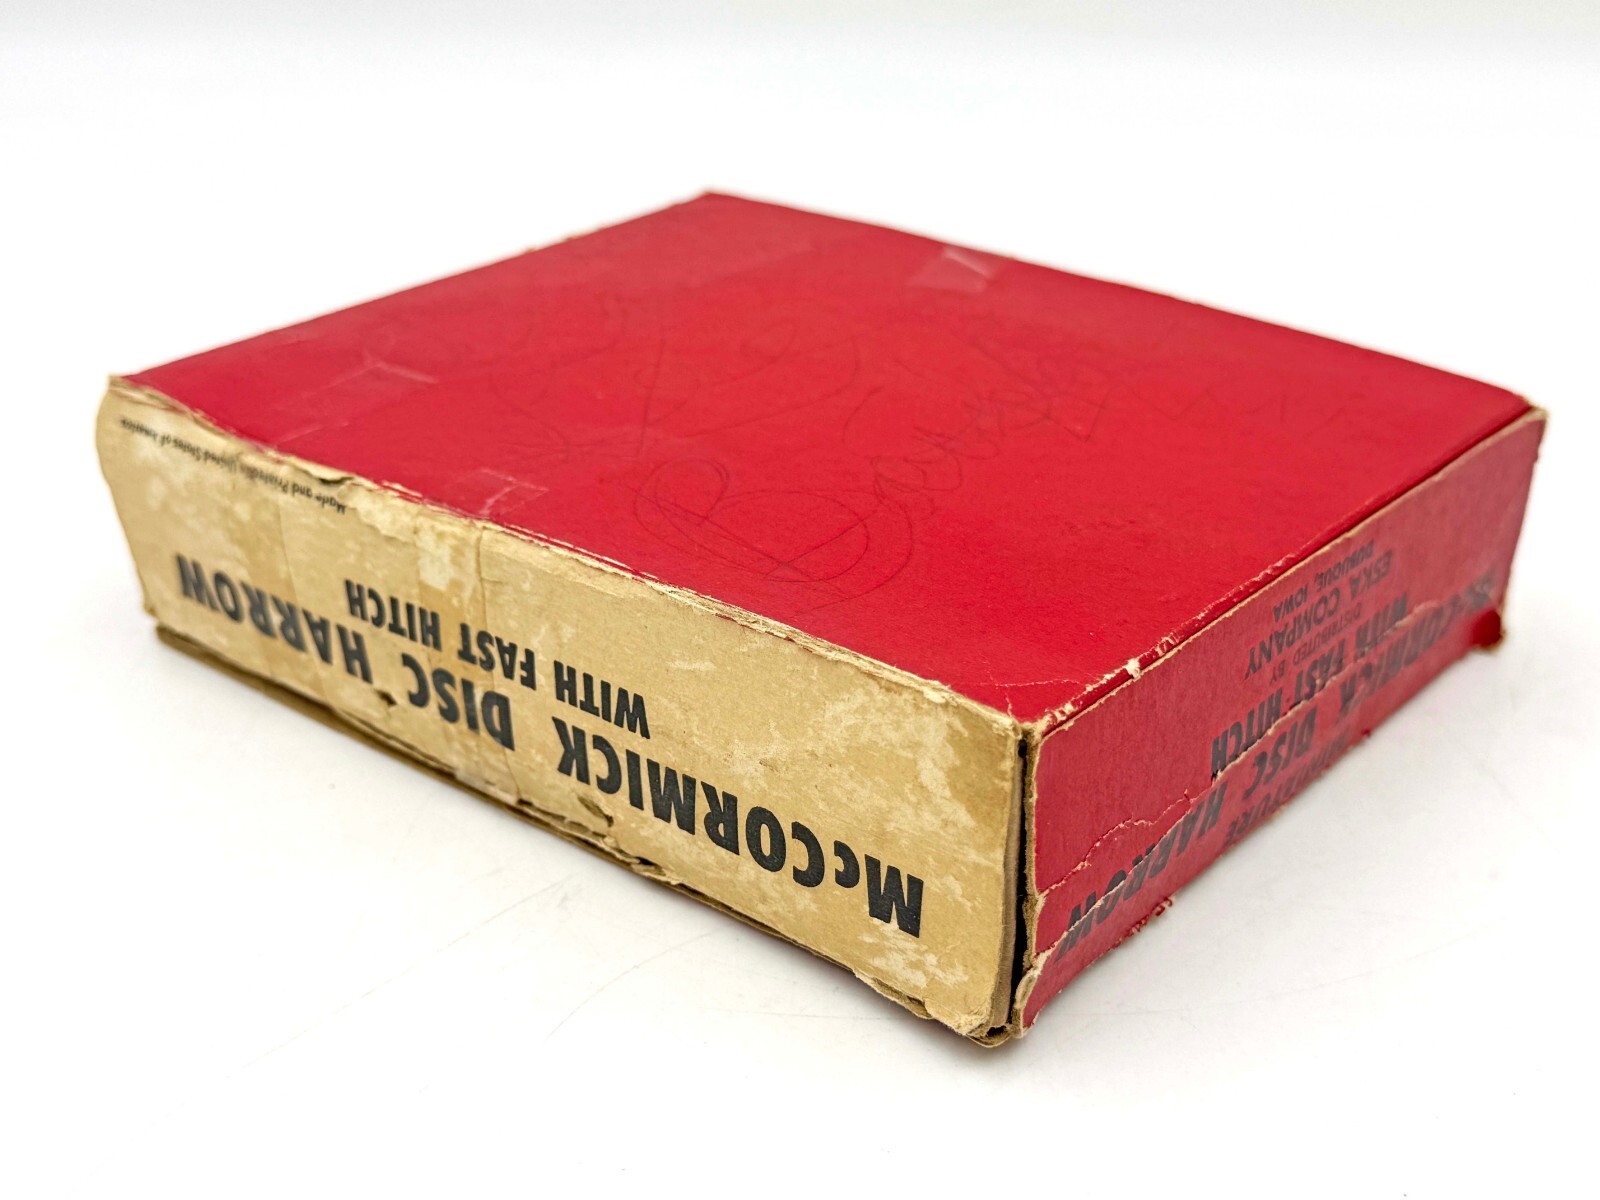 McCORMICK DISC HARROW
WITH FAST HITCH
Made and Printed in United States of America
McCORMICK DISC HARROW
WITH FAST HITCH
DISTRIBUTED BY
ESKA COMPANY
DUBUQUE, IOWA